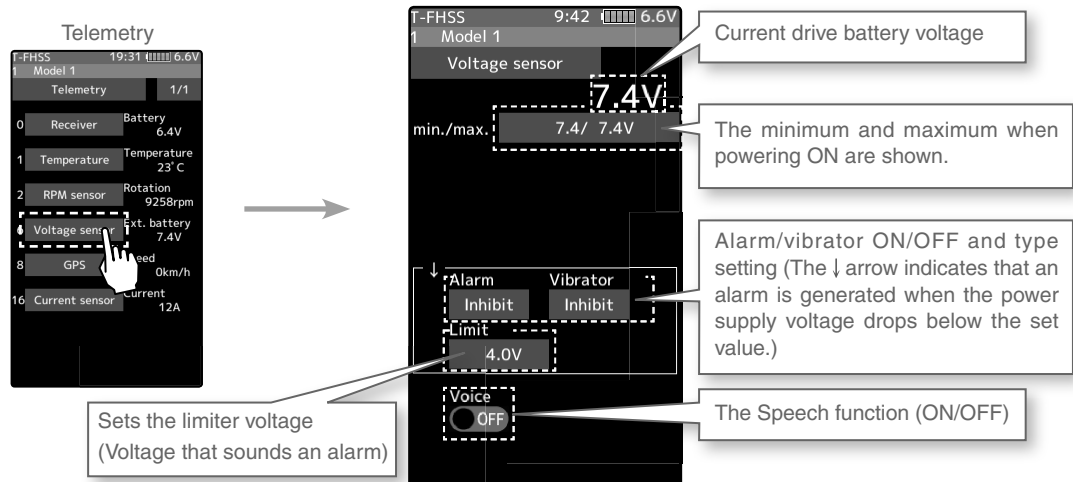 Telemetry
T-FHSS 19:31 6.6V
1 Model 1
Telemetry 1/1
0 Receiver Battery
6.4V
1 Temperature Temperature
23°C
2 RPM sensor Rotation
9258rpm
Voltage sensor Ext. battery
7.4V
8 GPS
0km/h
16 Current sensor Current
12A
T-FHSS 9:42 6.6V
1 Model 1
Voltage sensor
7.4V
min./max. 7.4/ 7.4V
↓
Alarm Vibrator
Inhibit Inhibit
Limit
4.0V
Voice
OFF
Current drive battery voltage
The minimum and maximum when
powering ON are shown.
Alarm/vibrator ON/OFF and type
setting (The ↓ arrow indicates that an
alarm is generated when the power
supply voltage drops below the set
value.)
The Speech function (ON/OFF)
Sets the limiter voltage
(Voltage that sounds an alarm)